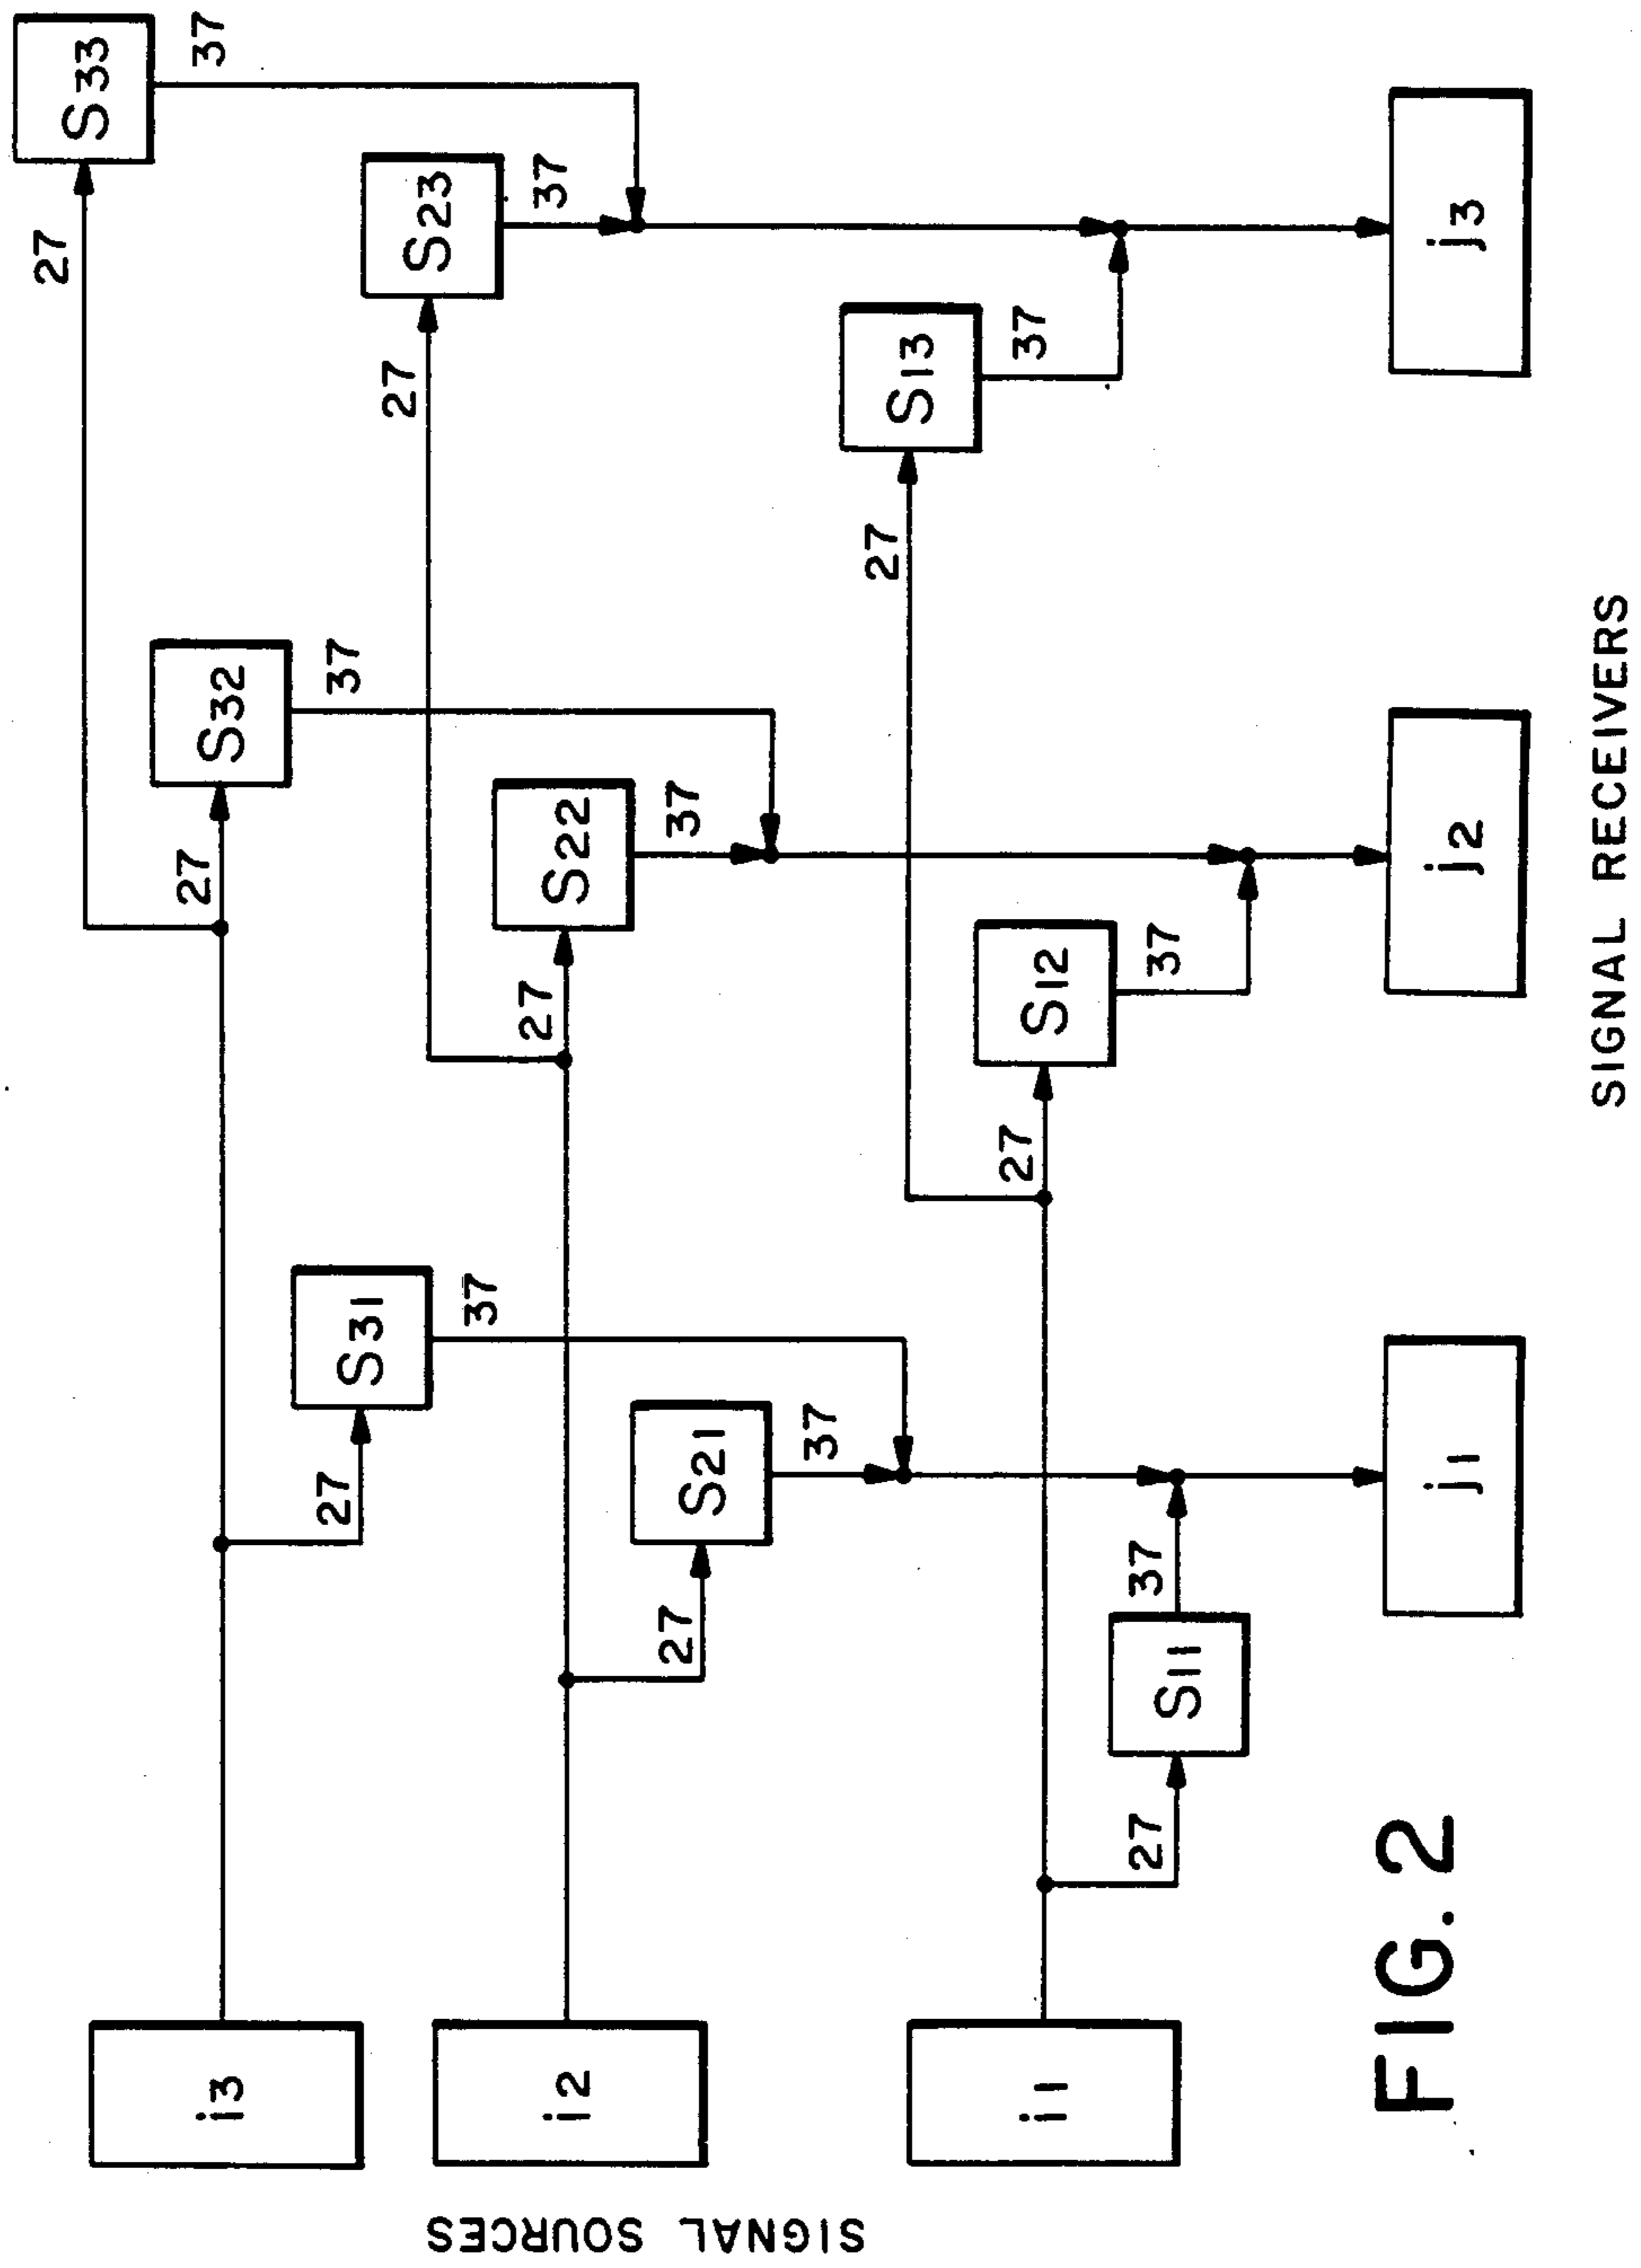 S33
37
27
S23
37
27
S32
37
27
S13
37
27
S22
37
27
S31
37
27
S12
37
27
S21
37
27
S11
37
27
i3
i2
i1
j1
j2
j3
SIGNAL SOURCES
SIGNAL RECEIVERS
FIG. 2